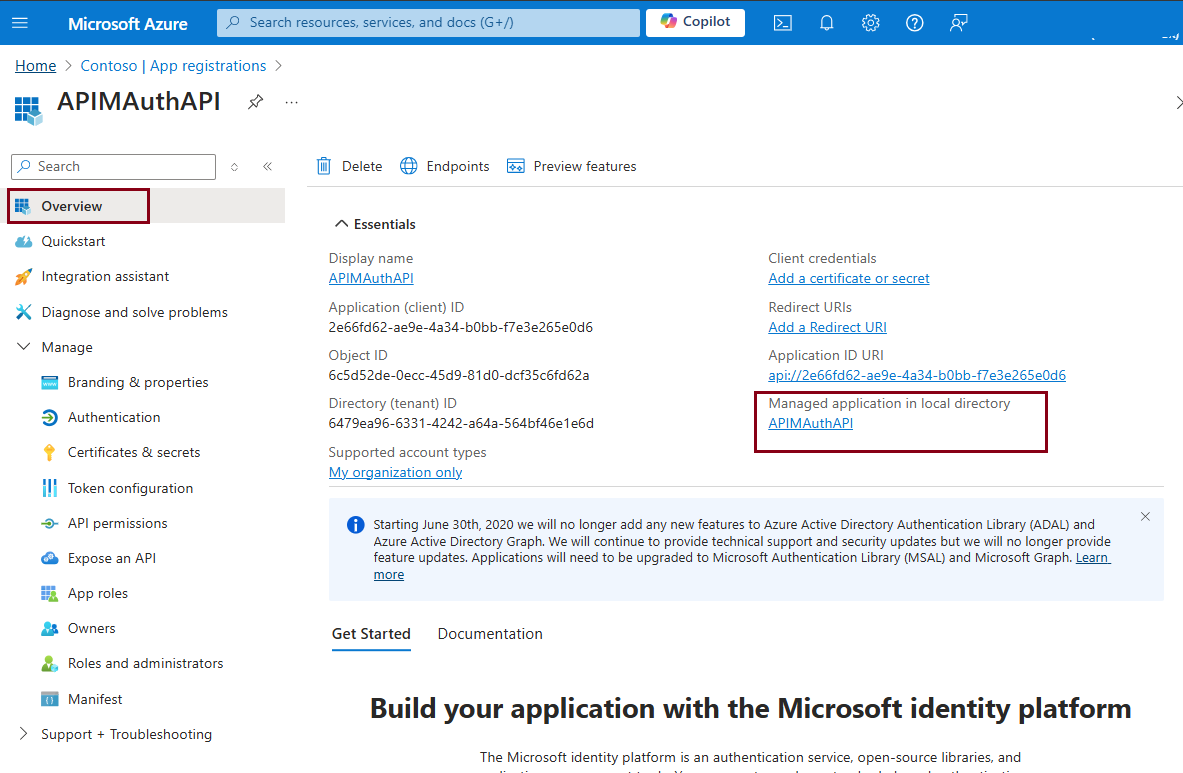 Microsoft Azure
Search resources, services, and docs (G+/)
Copilot
Home > Contoso | App registrations >
APIMAuthAPI
...
Search
Overview
Quickstart
Integration assistant
Diagnose and solve problems
Manage
Branding & properties
Authentication
Certificates & secrets
Token configuration
API permissions
Expose an API
App roles
Owners
Roles and administrators
Manifest
Support + Troubleshooting
Delete
Endpoints
Preview features
Essentials
Display name
APIMAuthAPI
Application (client) ID
2e66fd62-ae9e-4a34-b0bb-f7e3e265e0d6
Object ID
6c5d52de-0ecc-45d9-81d0-dcf35c6fd62a
Directory (tenant) ID
6479ea96-6331-4242-a64a-564bf46e1e6d
Supported account types
My organization only
Client credentials
Add a certificate or secret
Redirect URIs
Add a Redirect URI
Application ID URI
api://2e66fd62-ae9e-4a34-b0bb-f7e3e265e0d6
Managed application in local directory
APIMAuthAPI
Starting June 30th, 2020 we will no longer add any new features to Azure Active Directory Authentication Library (ADAL) and
Azure Active Directory Graph. We will continue to provide technical support and security updates but we will no longer provide
feature updates. Applications will need to be upgraded to Microsoft Authentication Library (MSAL) and Microsoft Graph. Learn
more
Get Started
Documentation
Build your application with the Microsoft identity platform
The Microsoft identity platform is an authentication service, open-source libraries, and